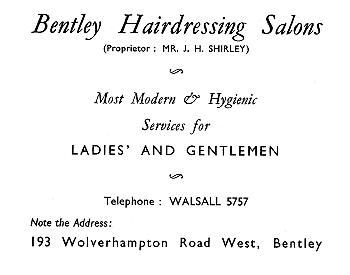 Bentley Hairdressing Salons
(Proprietor : MR. J. H. SHIRLEY)
Most Modern & Hygienic
Services for
LADIES' AND GENTLEMEN
Telephone : WALSALL 5757
Note the Address:
193 Wolverhampton Road West, Bentley